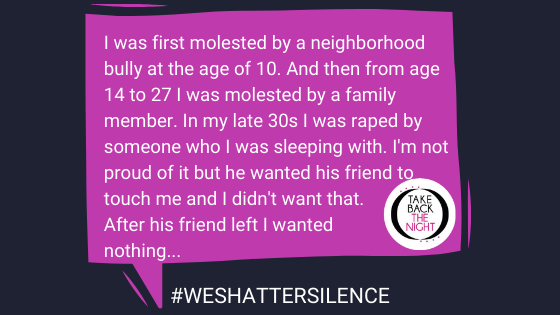 I was first molested by a neighborhood
bully at the age of 10. And then from age
14 to 27 I was molested by a family
member. In my late 30s I was raped by
someone who I was sleeping with. I'm not
proud of it but he wanted his friend to
touch me and I didn't want that.
After his friend left I wanted
nothing...
TAKE
BACK
THE
NIGHT
#WESHATTERSILENCE